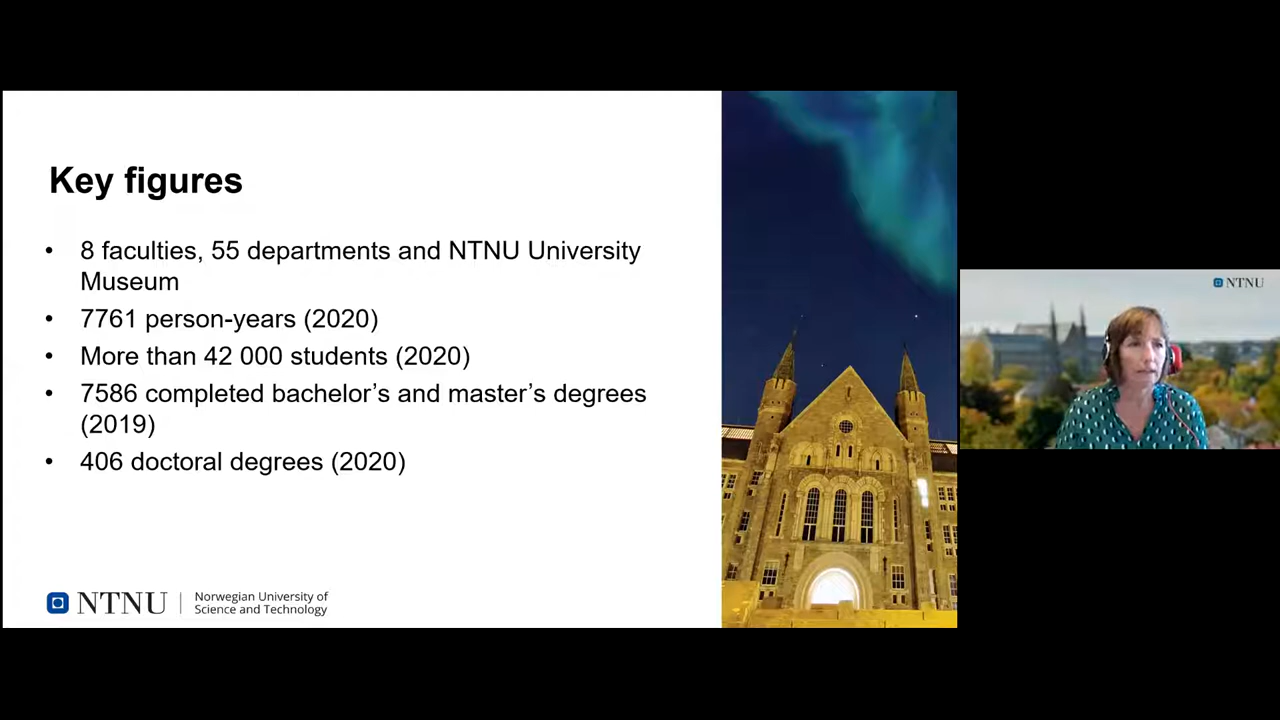 Key figures
• 8 faculties, 55 departments and NTNU University
Museum
• 7761 person-years (2020)
• More than 42 000 students (2020)
• 7586 completed bachelor’s and master’s degrees
(2019)
• 406 doctoral degrees (2020)
NTNU
Norwegian University of
Science and Technology
NTNU